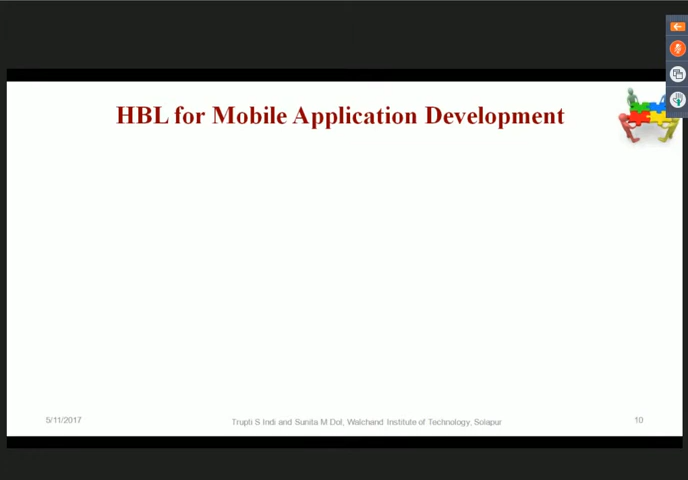 HBL for Mobile Application Development
5/11/2017
Trupti S Indi and Sunita M Dol, Walchand Institute of Technology, Solapur
10